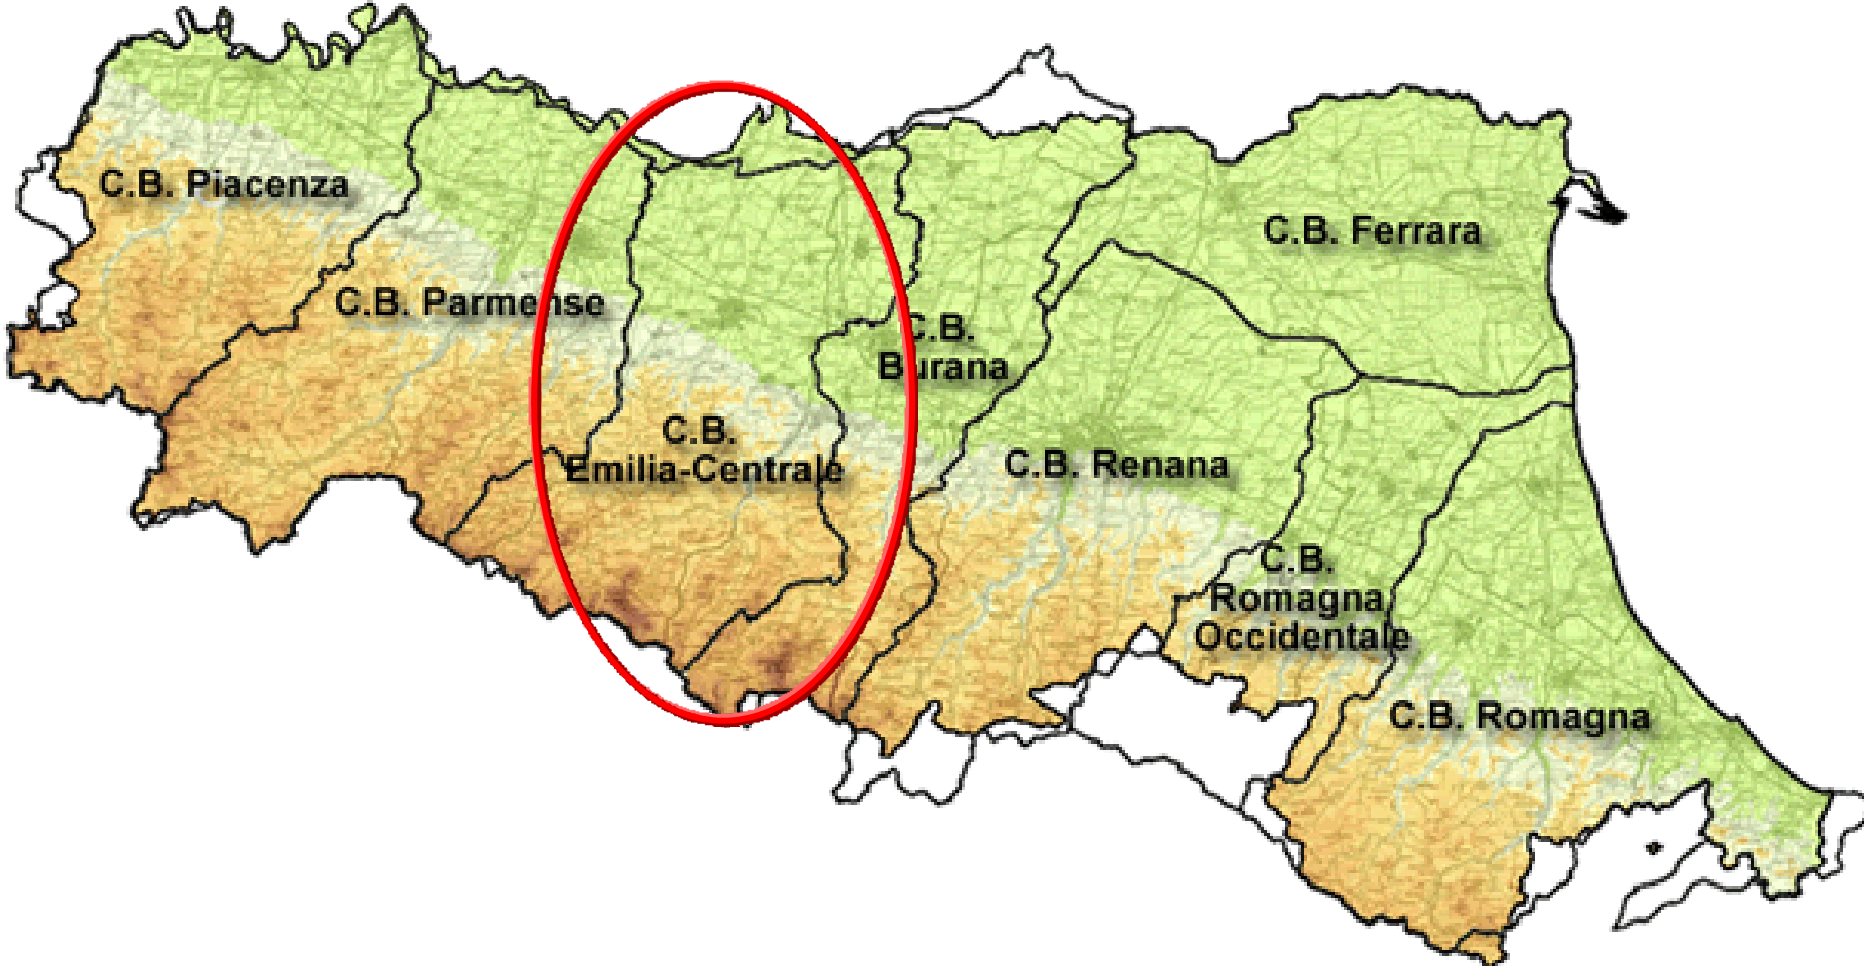 C.B. Piacenza
C.B. Parmense
C.B.
Emilia-Centrale
C.B.
Burana
C.B. Ferrara
C.B. Renana
C.B.
Romagna
Occidentale
C.B. Romagna